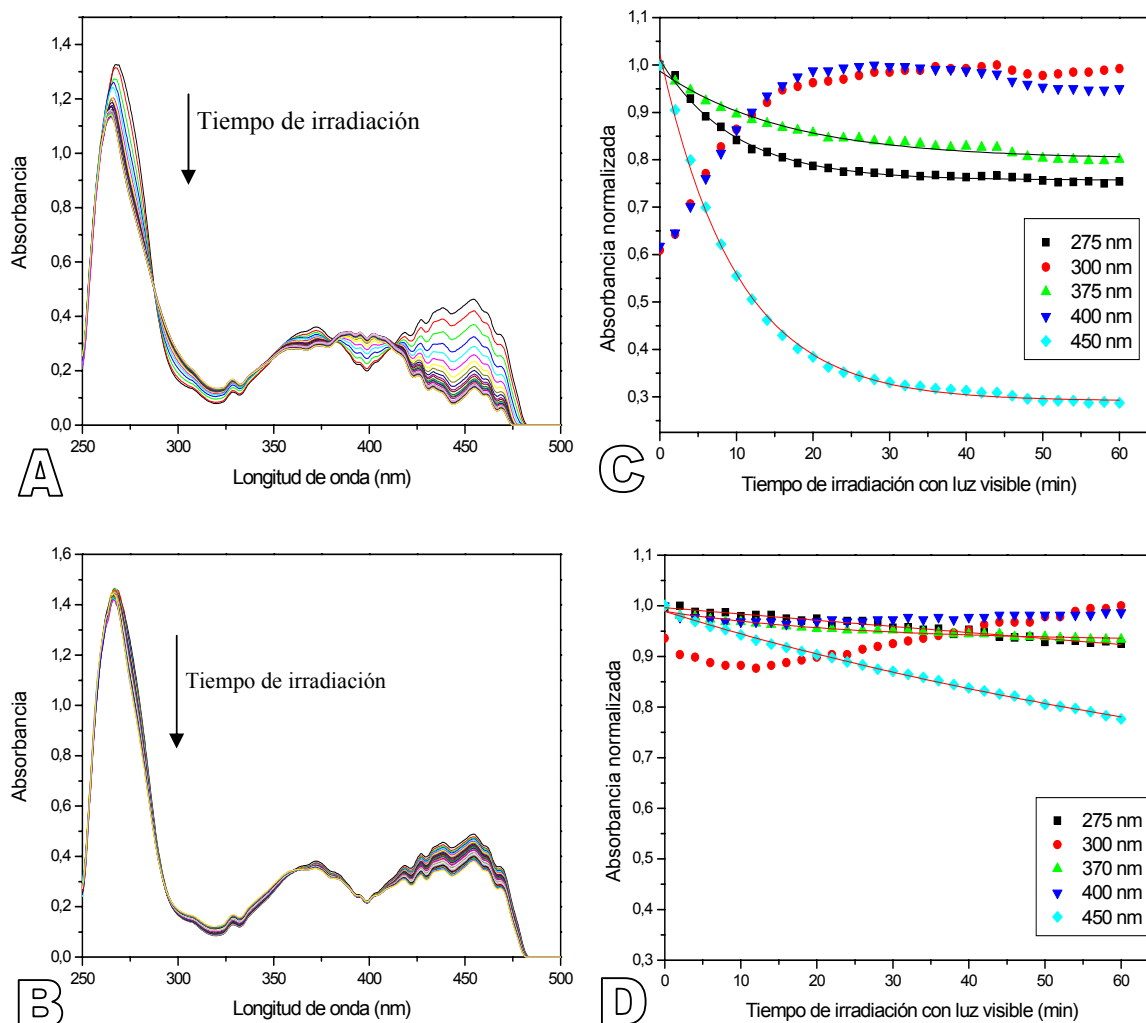 1,4
1,2
1,0
0,8
0,6
0,4
0,2
0,0
Absorbancia
Tiempo de irradiación
250 300 350 400 450 500
Longitud de onda (nm)
A
1,1
1,0
0,9
0,8
0,7
0,6
0,5
0,4
0,3
Absorbancia normalizada
275 nm
300 nm
375 nm
400 nm
450 nm
0 10 20 30 40 50 60
Tiempo de irradiación con luz visible (min)
C
1,6
1,4
1,2
1,0
0,8
0,6
0,4
0,2
0,0
Absorbancia
Tiempo de irradiación
250 300 350 400 450 500
Longitud de onda (nm)
B
1,1
1,0
0,9
0,8
0,7
0,6
0,5
0,4
0,3
Absorbancia normalizada
275 nm
300 nm
370 nm
400 nm
450 nm
0 10 20 30 40 50 60
Tiempo de irradiación con luz visible (min)
D